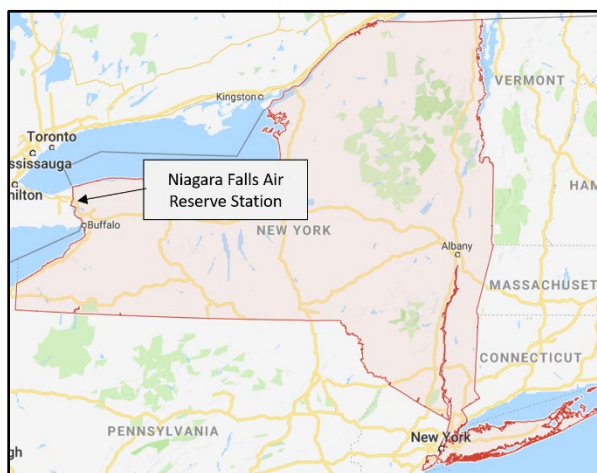 VERMONT
Kingston
Toronto
ssissauga
milton
Niagara Falls Air
Reserve Station
HAM
Buffalo
NEW YORK
Albany
MASSACHUSET
CONNECTICUT
PENNSYLVANIA
New York
gh